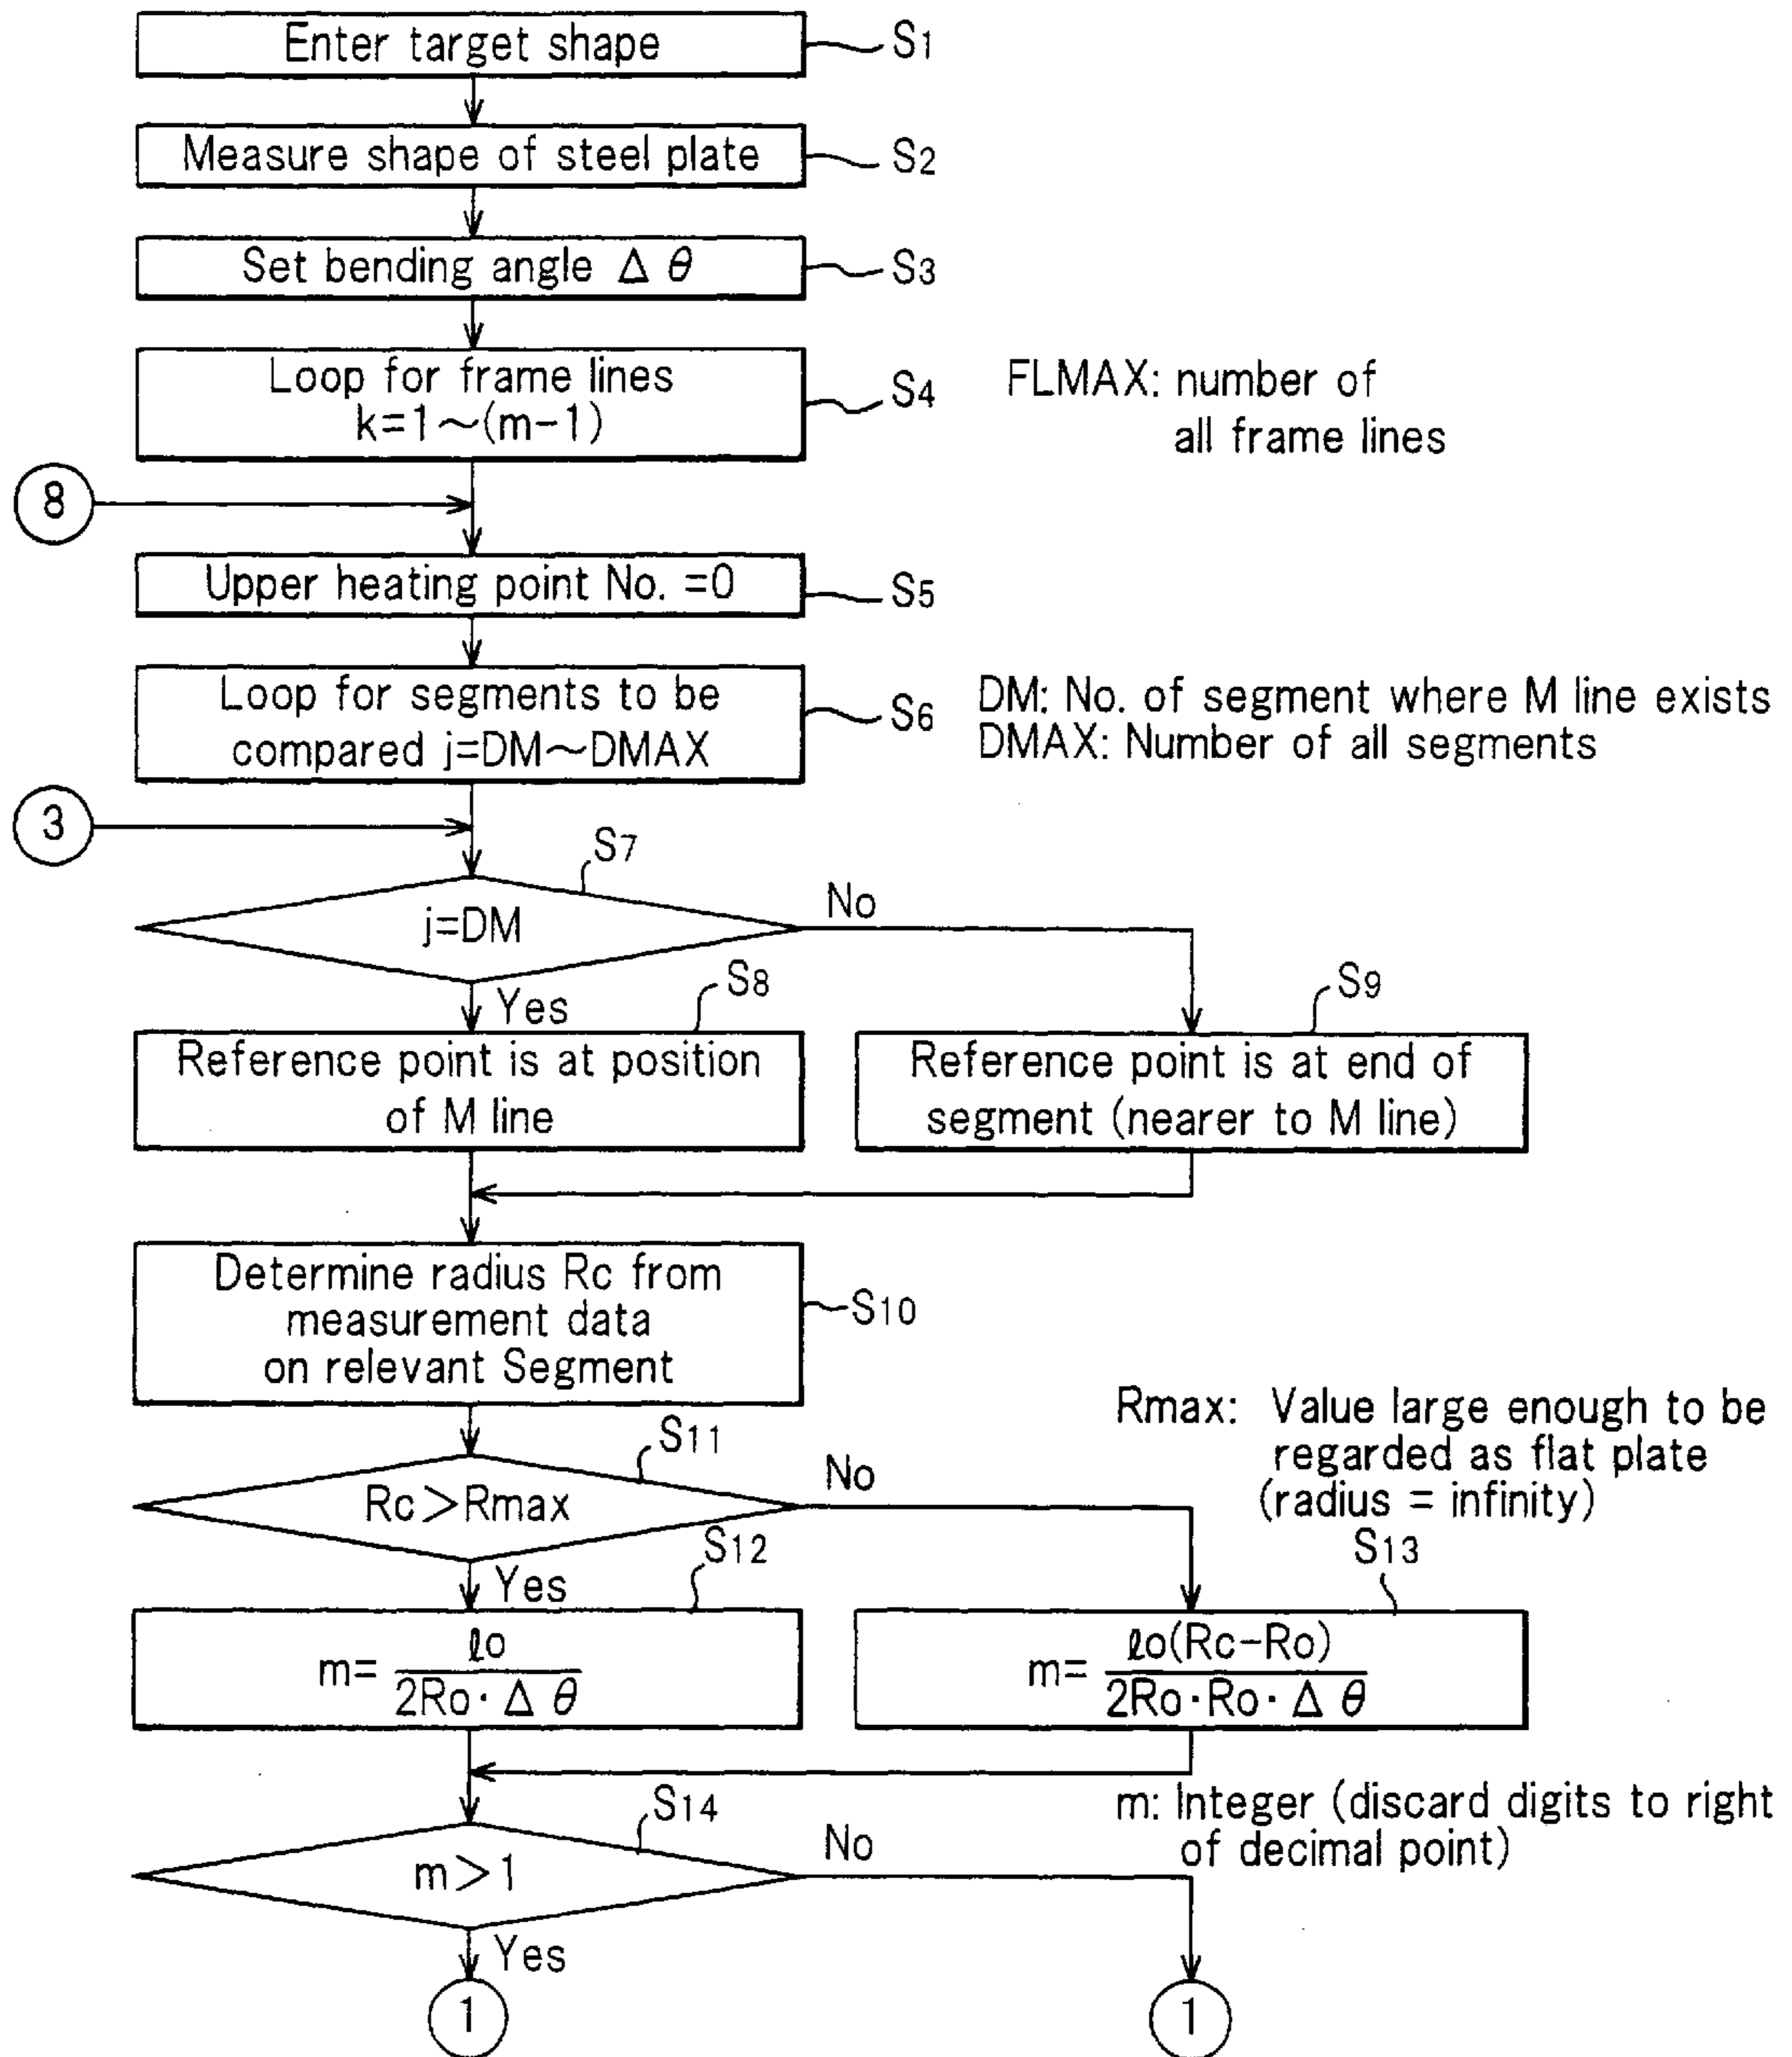 Enter target shape
S1
Measure shape of steel plate
S2
Set bending angle Δ θ
S3
Loop for frame lines
k=1~(m-1)
S4
FLMAX: number of
all frame lines
8
Upper heating point No. =0
S5
Loop for segments to be
compared j=DM~DMAX
S6
DM: No. of segment where M line exists
DMAX: Number of all segments
3
S7
j=DM
No
Yes
S8
Reference point is at position
of M line
S9
Reference point is at end of
segment (nearer to M line)
Determine radius Rc from
measurement data
on relevant Segment
S10
Rmax: Value large enough to be
regarded as flat plate
(radius = infinity)
S11
Rc>Rmax
No
Yes
S12
m= ℓo
2Ro· Δ θ
S13
m= ℓo(Rc-Ro)
2Ro·Ro· Δ θ
m: Integer (discard digits to right
of decimal point)
S14
m>1
No
Yes
1
1